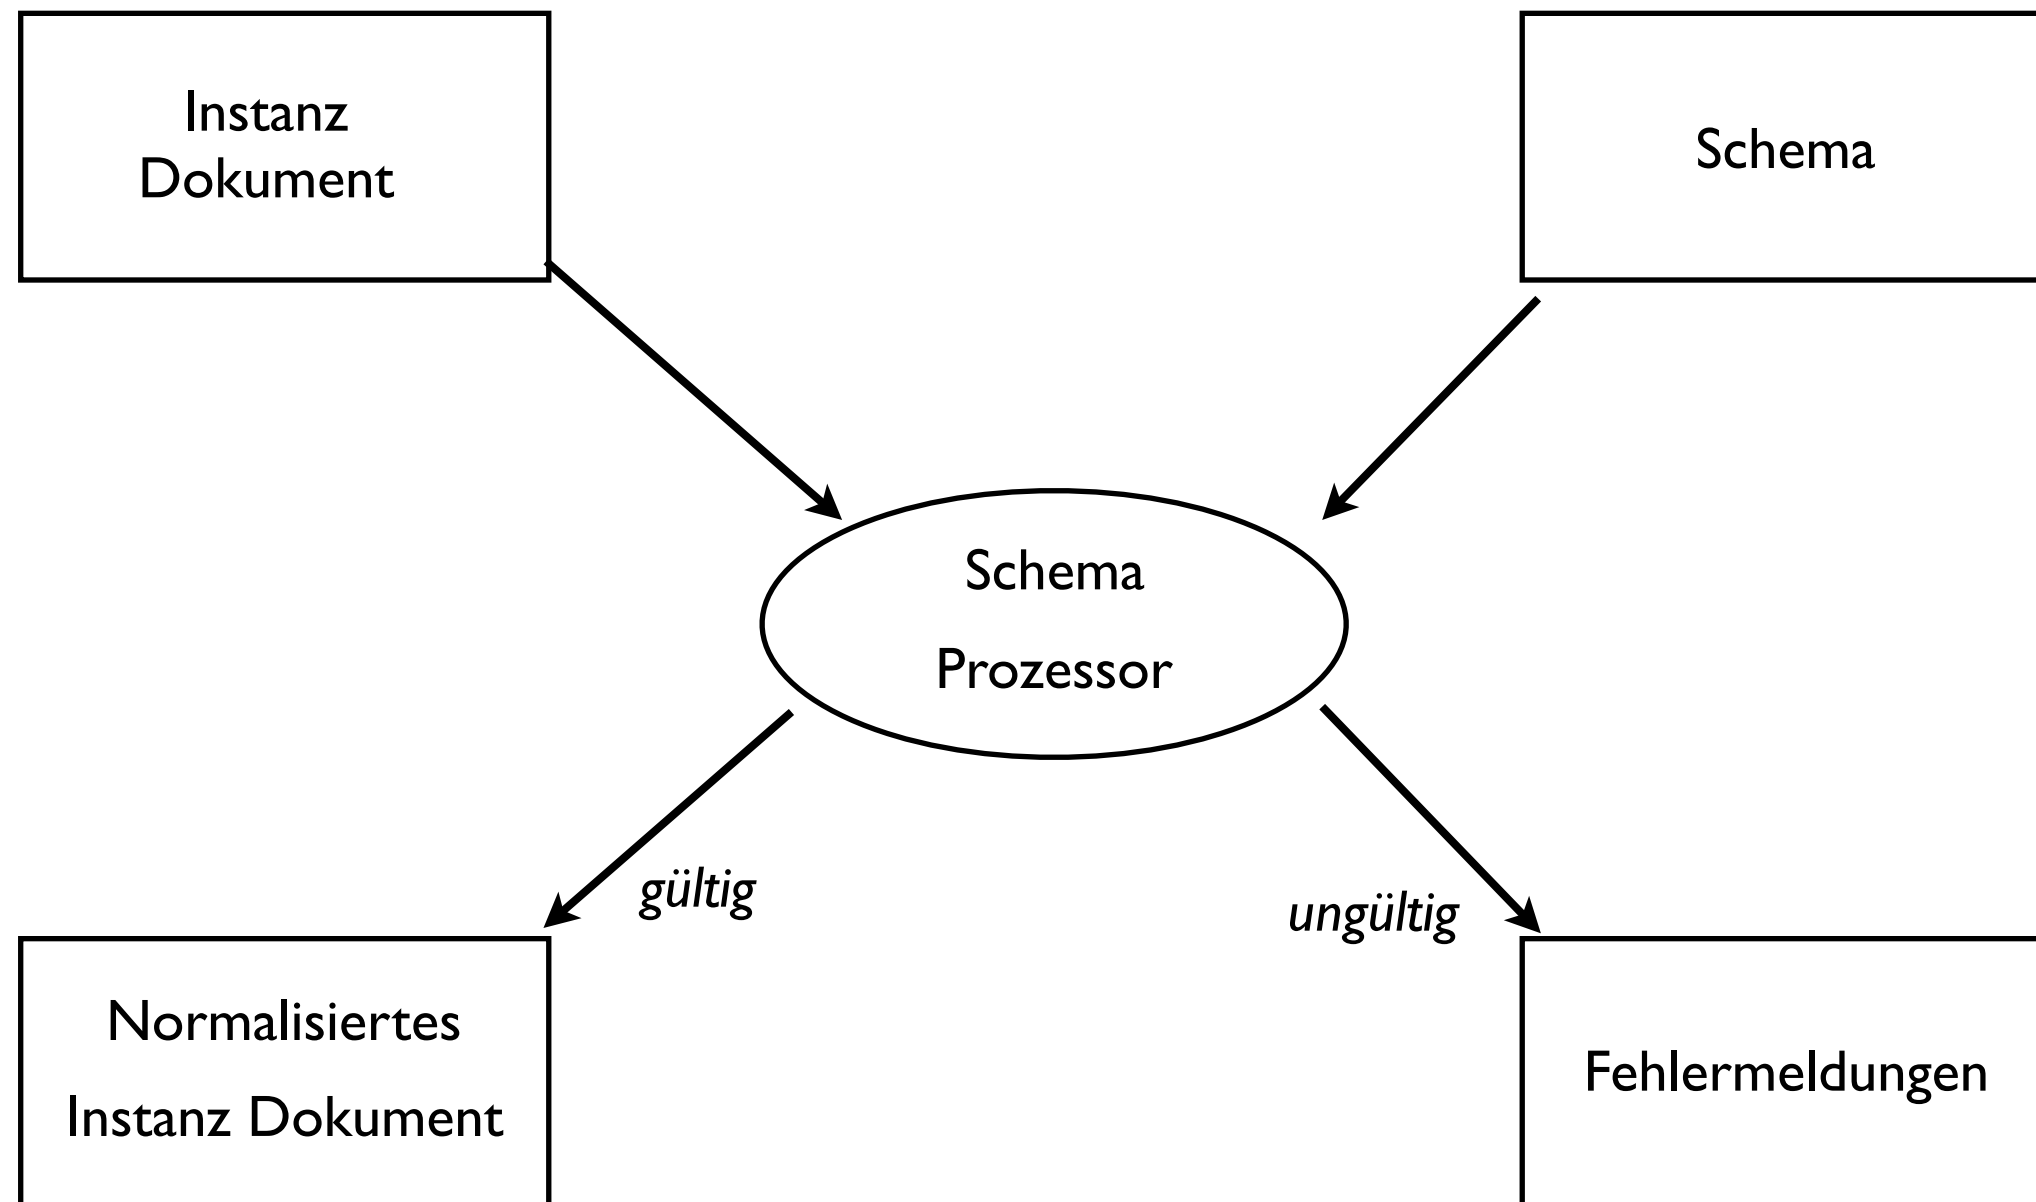 Instanz
Dokument
Schema
Schema
Prozessor
gültig
ungültig
Normalisiertes
Instanz Dokument
Fehlermeldungen